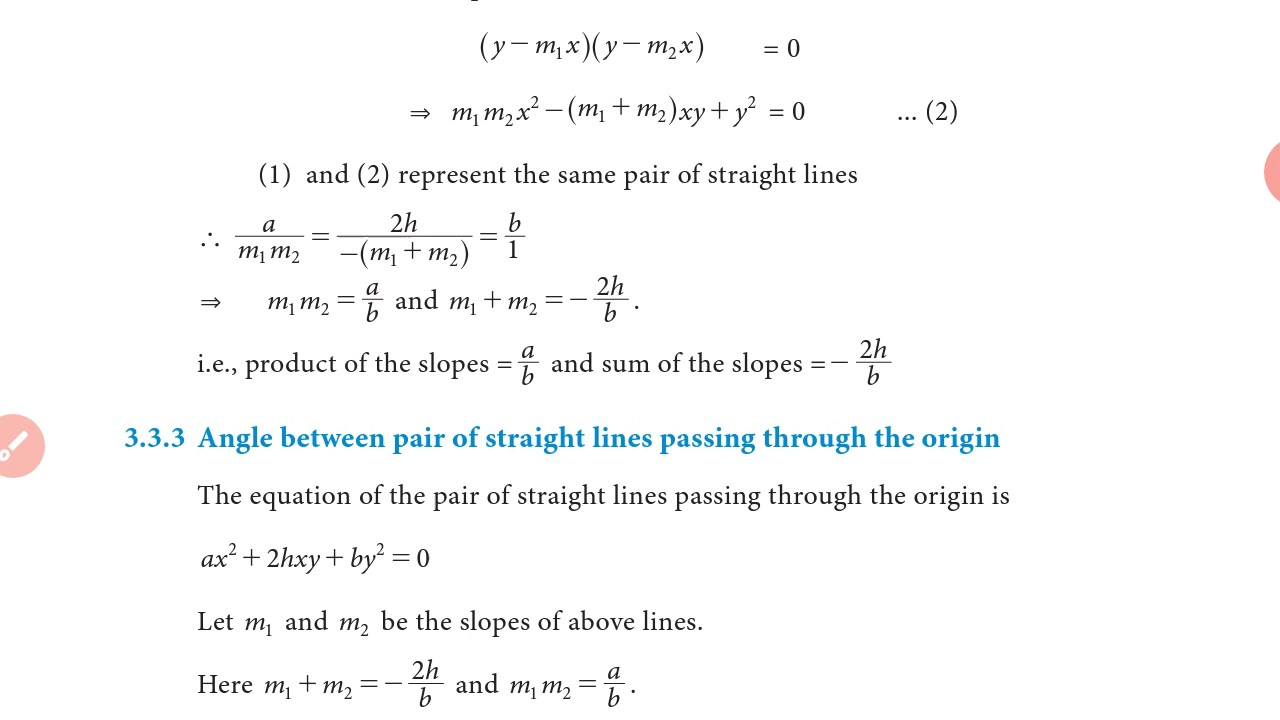 (y − m₁x)(y − m₂x) = 0
⇒ m₁m₂x² − (m₁ + m₂)xy + y² = 0 ... (2)
(1) and (2) represent the same pair of straight lines
∴ a/(m₁m₂) = 2h/(−(m₁ + m₂)) = b/1
⇒ m₁m₂ = a/b and m₁ + m₂ = − 2h/b.
i.e., product of the slopes = a/b and sum of the slopes = − 2h/b
3.3.3 Angle between pair of straight lines passing through the origin
The equation of the pair of straight lines passing through the origin is
ax² + 2hxy + by² = 0
Let m₁ and m₂ be the slopes of above lines.
Here m₁ + m₂ = − 2h/b and m₁m₂ = a/b.